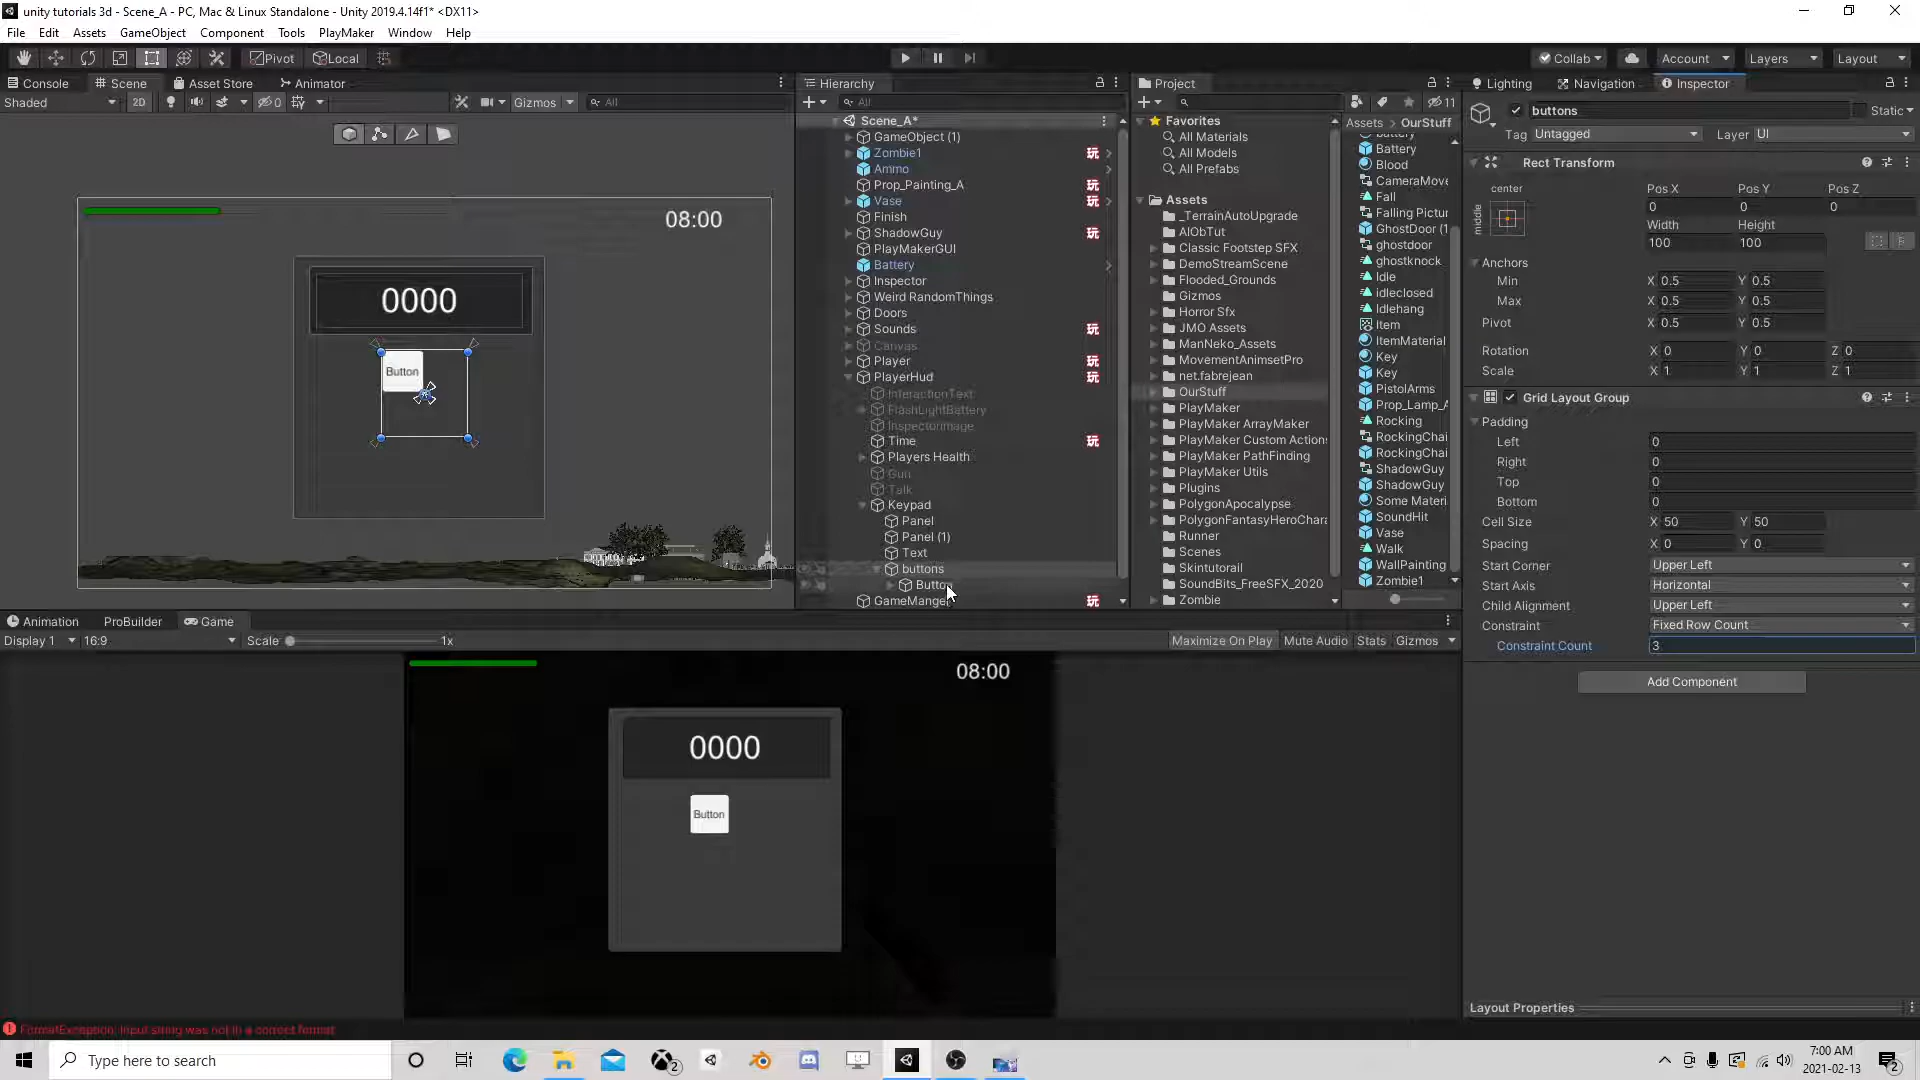 unity tutorials 3d - Scene_A - PC, Mac & Linux Standalone - Unity 2019.4.14f1* <DX11>
File Edit Assets GameObject Component Tools PlayMaker Window Help
Pivot Local Collab Account Layers Layout
Console Scene Asset Store Animator
Shaded 2D 0 Gizmos All
08:00
0000
Button
Hierarchy
All
Scene_A*
GameObject (1)
Zombie1
Ammo
Prop_Painting_A
Vase
Finish
ShadowGuy
PlayMakerGUI
Battery
Inspector
Weird RandomThings
Doors
Sounds
Canvas
Player
PlayerHud
InteractionText
FlashLightBattery
InspectorImage
Time
Players Health
Gun
Talk
Keypad
Panel
Panel (1)
Text
buttons
Button
GameManger
Project
11
Favorites
All Materials
All Models
All Prefabs
Assets
_TerrainAutoUpgrade
AIObTut
Classic Footstep SFX
DemoStreamScene
Flooded_Grounds
Gizmos
Horror Sfx
JMO Assets
ManNeko_Assets
MovementAnimsetPro
net.fabrejean
OurStuff
PlayMaker
PlayMaker ArrayMaker
PlayMaker Custom Actions
PlayMaker PathFinding
PlayMaker Utils
Plugins
PolygonApocalypse
PolygonFantasyHeroChara
Runner
Scenes
Skintutorall
SoundBits_FreeSFX_2020
Zombie
Assets > OurStuff
Battery
Blood
CameraMove
Fall
Falling Pictur
GhostDoor (1
ghostdoor
ghostknock
Idle
idleclosed
Idlehang
Item
ItemMaterial
Key
Key
PistolArms
Prop_Lamp_A
Rocking
RockingChai
RockingChai
ShadowGuy
ShadowGuy
Some Materi
SoundHit
Vase
Walk
WallPainting
Zombie1
Lighting Navigation Inspector
buttons Static
Tag Untagged Layer UI
Rect Transform
center middle
Pos X Pos Y Pos Z
0 0 0
Width Height
100 100
Anchors
Min X 0.5 Y 0.5
Max X 0.5 Y 0.5
Pivot X 0.5 Y 0.5
Rotation X 0 Y 0 Z 0
Scale X 1 Y 1 Z 1
Grid Layout Group
Padding
Left 0
Right 0
Top 0
Bottom 0
Cell Size X 50 Y 50
Spacing X 0 Y 0
Start Corner Upper Left
Start Axis Horizontal
Child Alignment Upper Left
Constraint Fixed Row Count
Constraint Count 3
Add Component
Layout Properties
Animation ProBuilder Game
Display 1 16:9 Scale 1x Maximize On Play Mute Audio Stats Gizmos
08:00
0000
Button
FormatException: Input string was not in a correct format
Type here to search
2
7:00 AM
2021-02-13
2